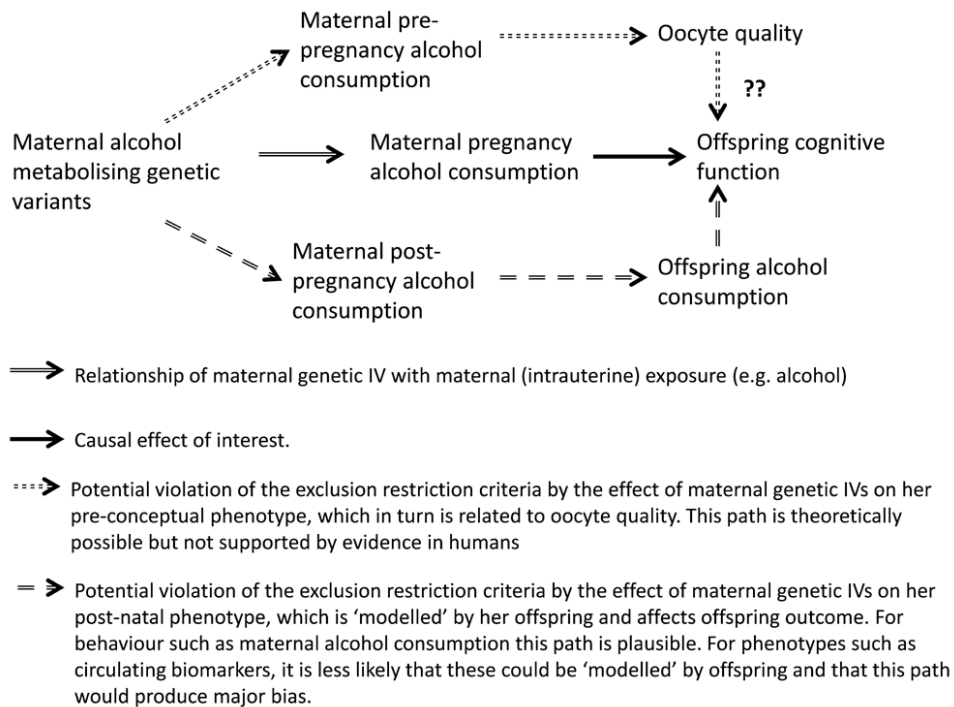 Maternal pre-
pregnancy alcohol
consumption
Oocyte quality
??
Maternal alcohol
metabolising genetic
variants
Maternal pregnancy
alcohol consumption
Offspring cognitive
function
Maternal post-
pregnancy alcohol
consumption
Offspring alcohol
consumption
Relationship of maternal genetic IV with maternal (intrauterine) exposure (e.g. alcohol)
Causal effect of interest.
Potential violation of the exclusion restriction criteria by the effect of maternal genetic IVs on her
pre-conceptual phenotype, which in turn is related to oocyte quality. This path is theoretically
possible but not supported by evidence in humans
Potential violation of the exclusion restriction criteria by the effect of maternal genetic IVs on her
post-natal phenotype, which is ‘modelled’ by her offspring and affects offspring outcome. For
behaviour such as maternal alcohol consumption this path is plausible. For phenotypes such as
circulating biomarkers, it is less likely that these could be ‘modelled’ by offspring and that this path
would produce major bias.